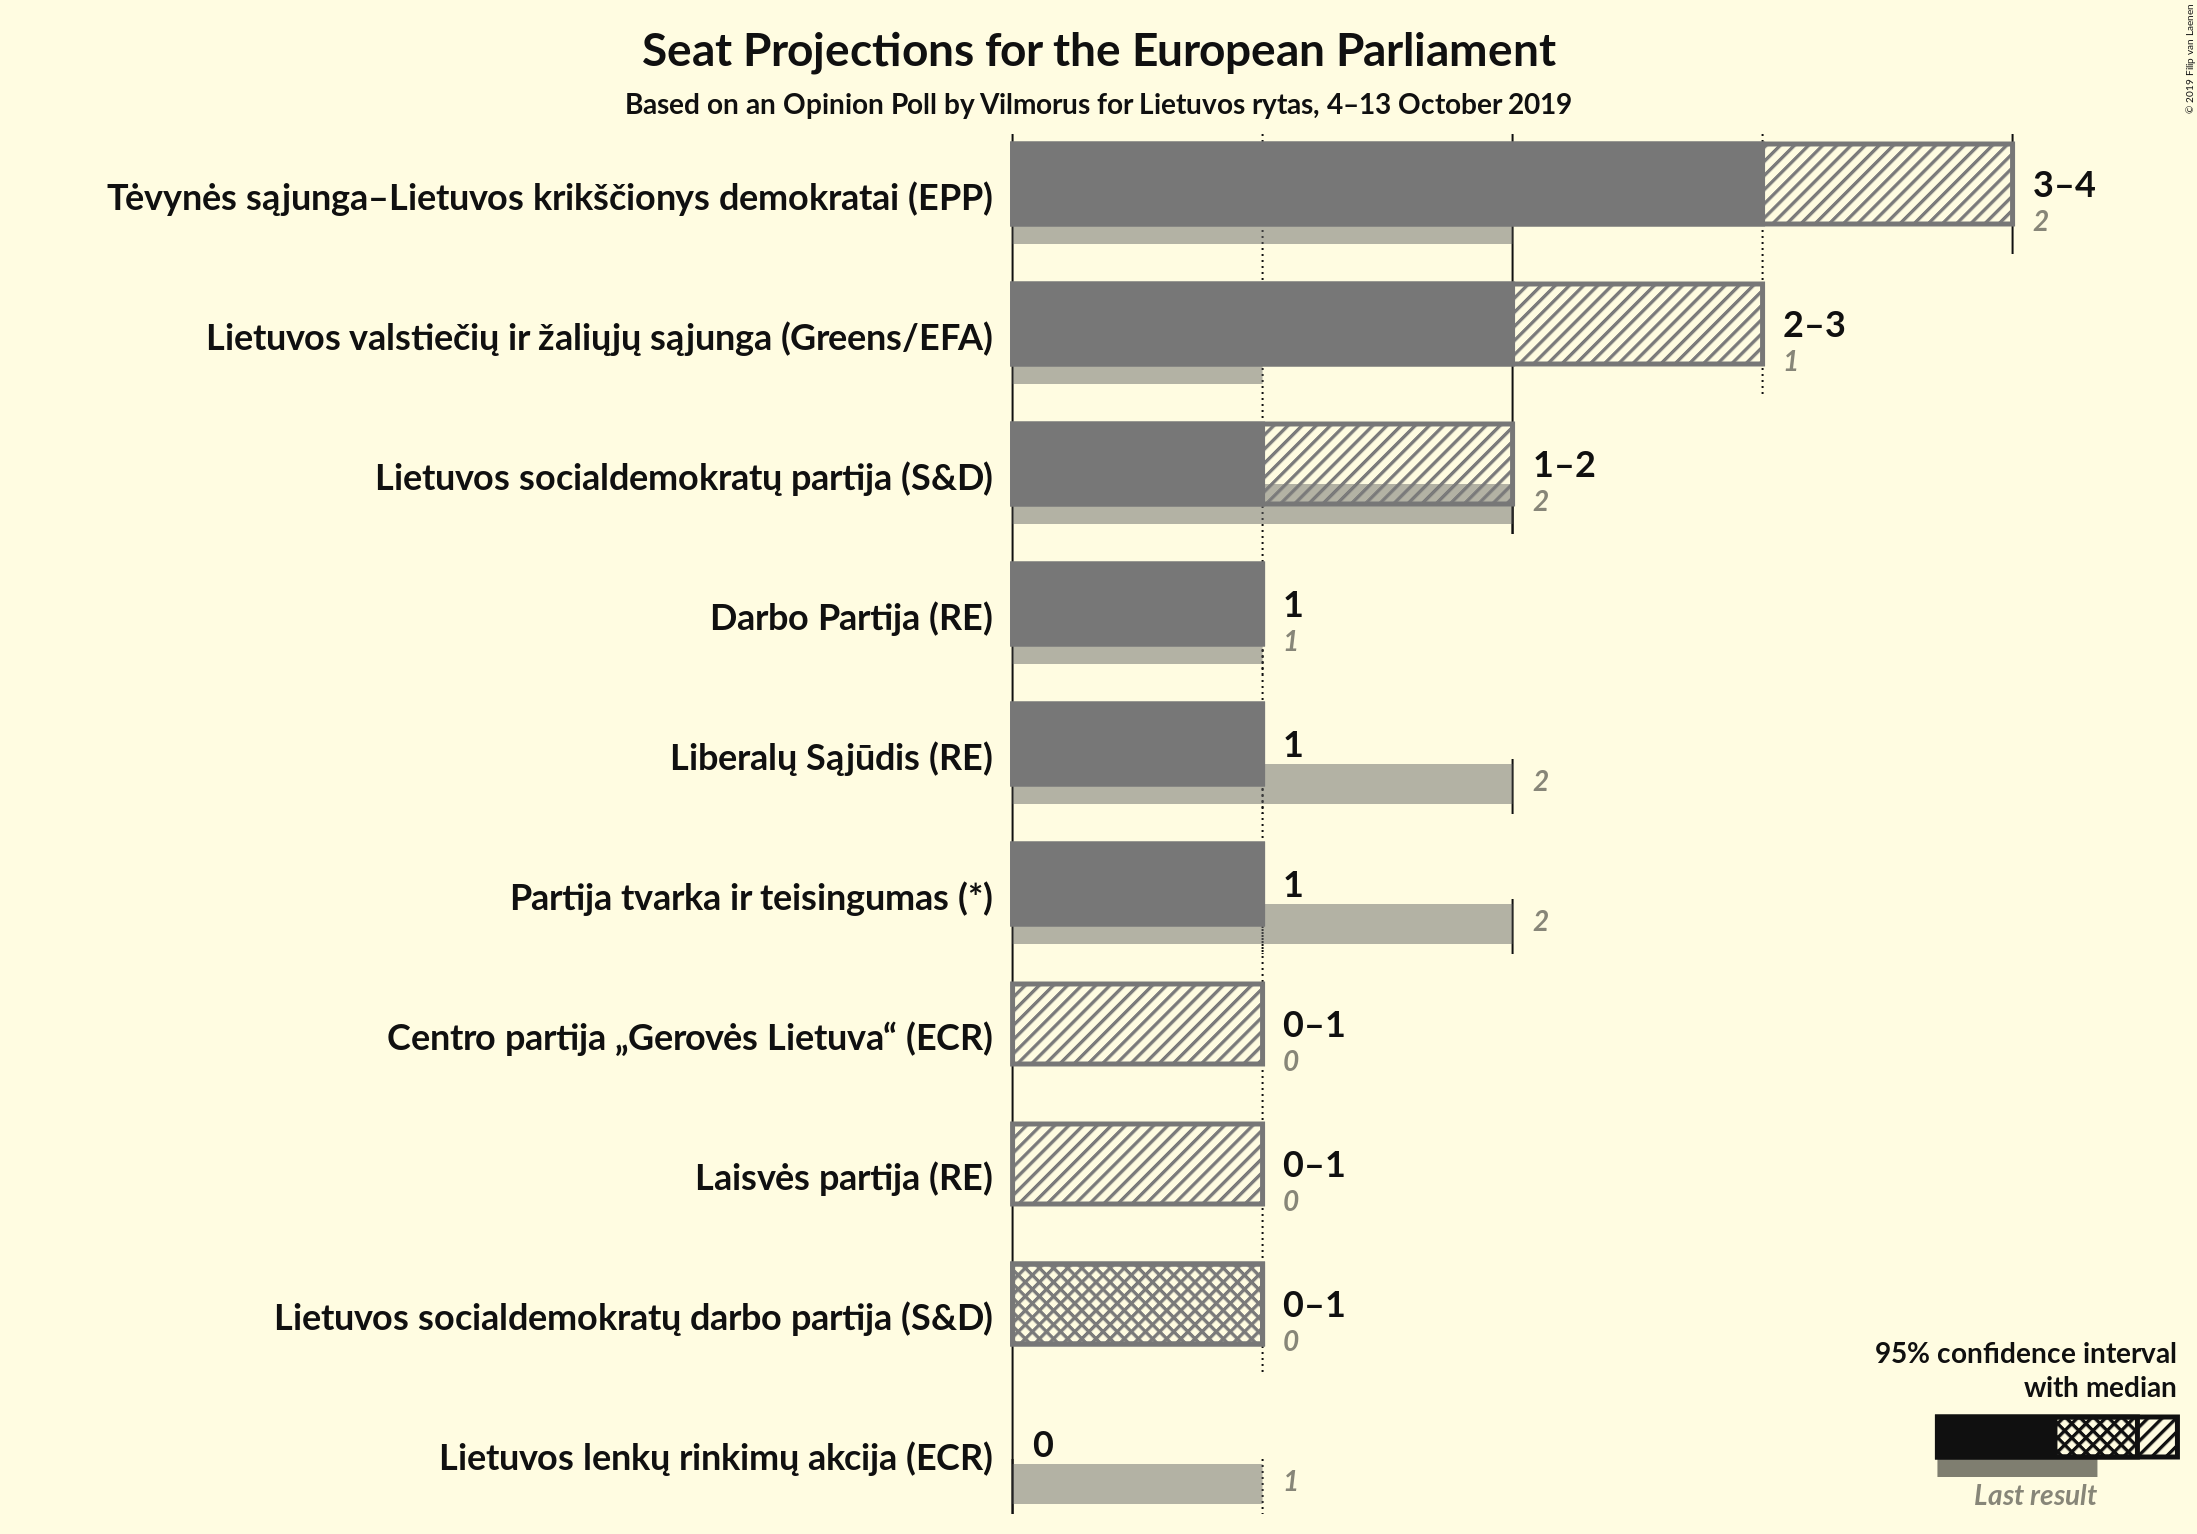 Seat Projections for the European Parliament
Based on an Opinion Poll by Vilmorus for Lietuvos rytas, 4–13 October 2019
© 2019 Filip van Laenen
Tėvynės sąjunga–Lietuvos krikščionys demokratai (EPP)
3–4
2
Lietuvos valstiečių ir žaliųjų sąjunga (Greens/EFA)
2–3
1
Lietuvos socialdemokratų partija (S&D)
1–2
2
Darbo Partija (RE)
1
1
Liberalų Sąjūdis (RE)
1
2
Partija tvarka ir teisingumas (*)
1
2
Centro partija „Gerovės Lietuva“ (ECR)
0–1
0
Laisvės partija (RE)
0–1
0
Lietuvos socialdemokratų darbo partija (S&D)
0–1
0
Lietuvos lenkų rinkimų akcija (ECR)
0
1
95% confidence interval
with median
Last result